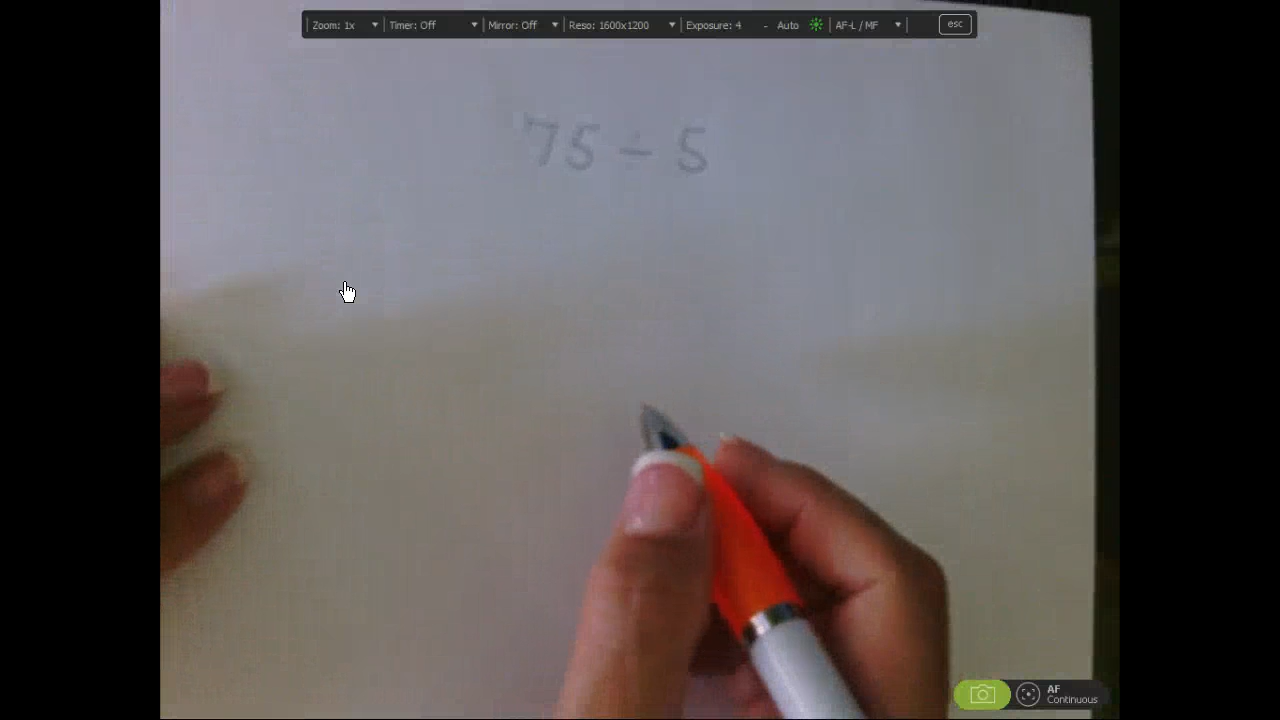 Zoom: 1x Timer: Off Mirror: Off Reso: 1600x1200 Exposure: 4 - Auto AF-L / MF esc
75 ÷ 5
AF
Continuous